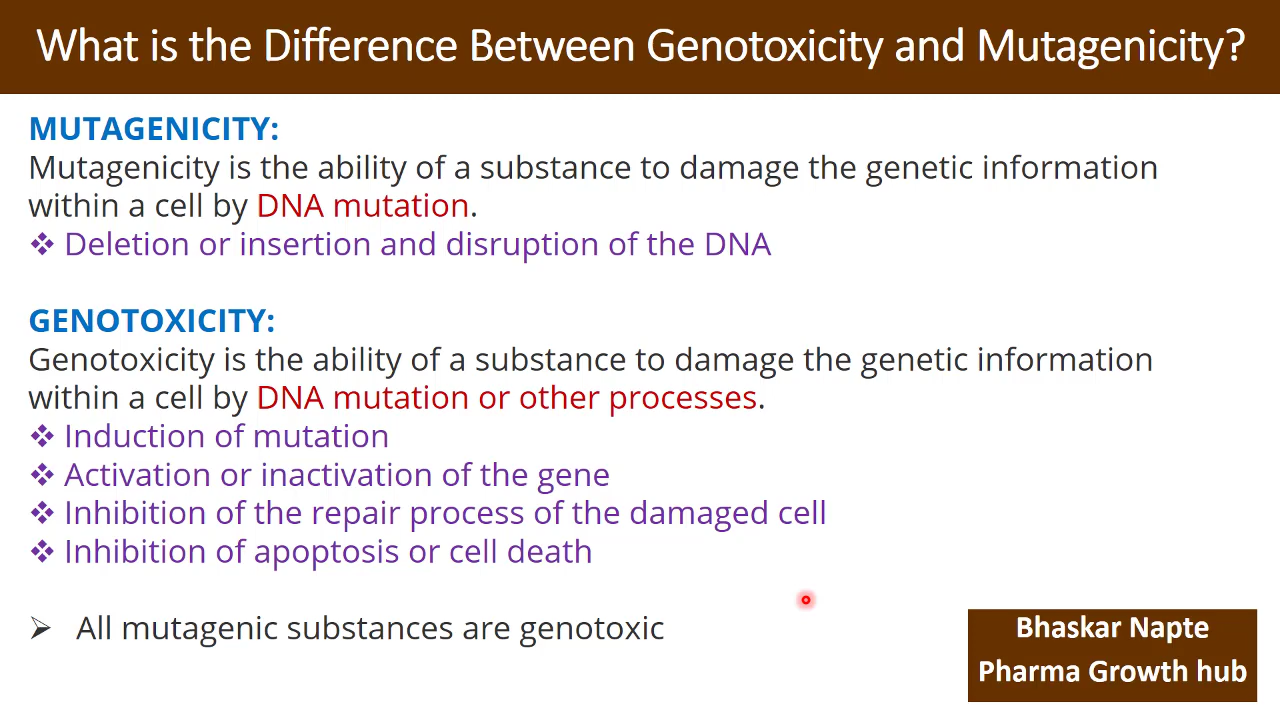 What is the Difference Between Genotoxicity and Mutagenicity?
MUTAGENICITY:
Mutagenicity is the ability of a substance to damage the genetic information
within a cell by DNA mutation.
❖ Deletion or insertion and disruption of the DNA
GENOTOXICITY:
Genotoxicity is the ability of a substance to damage the genetic information
within a cell by DNA mutation or other processes.
❖ Induction of mutation
❖ Activation or inactivation of the gene
❖ Inhibition of the repair process of the damaged cell
❖ Inhibition of apoptosis or cell death
➢ All mutagenic substances are genotoxic
Bhaskar Napte
Pharma Growth hub